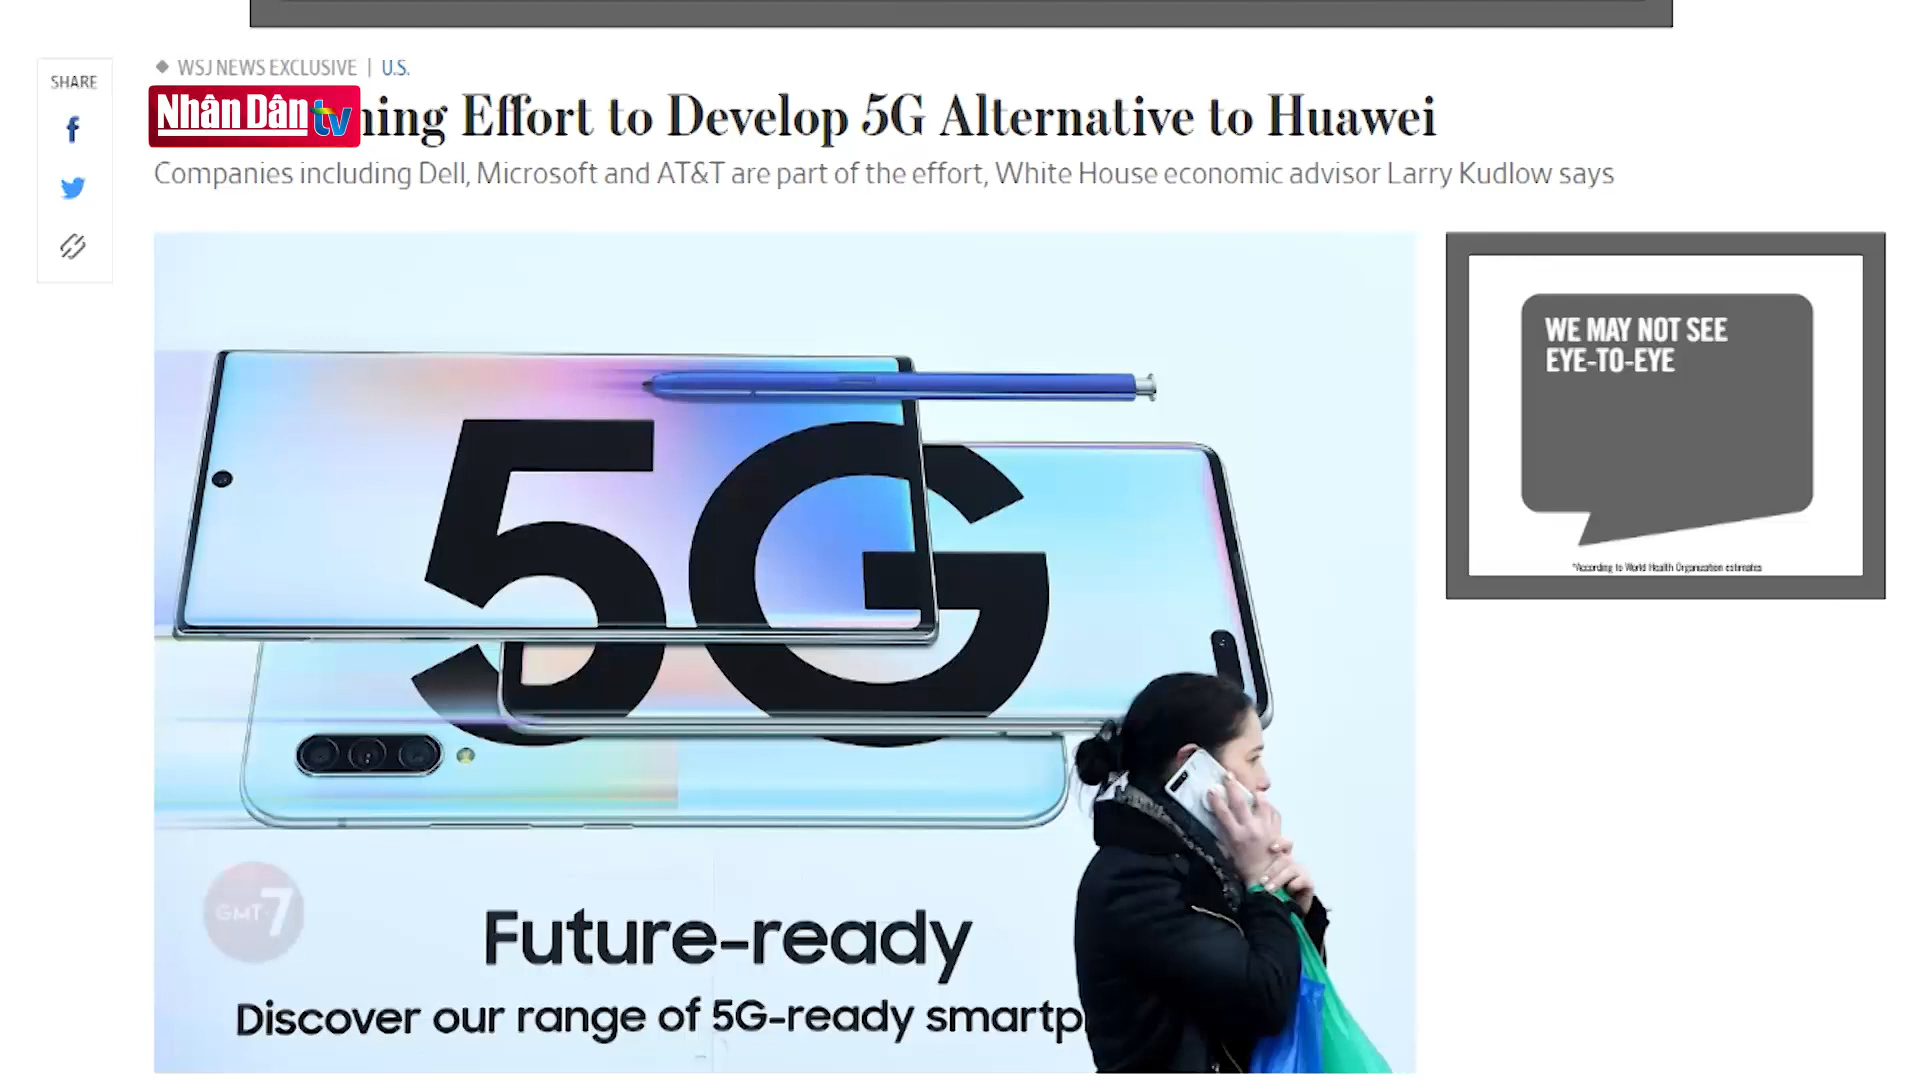 SHARE
WSJ NEWS EXCLUSIVE | U.S.
Nhân Dân tv
ning Effort to Develop 5G Alternative to Huawei
Companies including Dell, Microsoft and AT&T are part of the effort, White House economic advisor Larry Kudlow says
WE MAY NOT SEE
EYE-TO-EYE
*According to World Health Organization estimates
5G
GMT+7
Future-ready
Discover our range of 5G-ready smartp